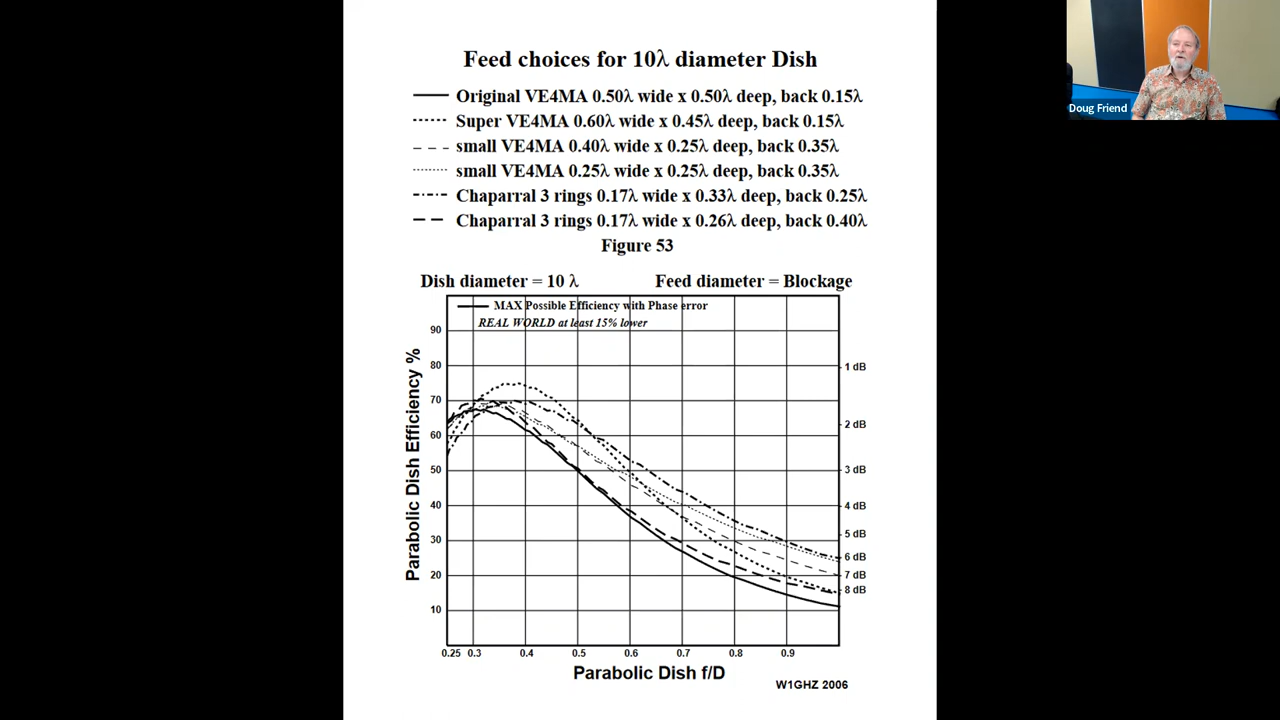 Feed choices for 10λ diameter Dish
Original VE4MA 0.50λ wide x 0.50λ deep, back 0.15λ
Super VE4MA 0.60λ wide x 0.45λ deep, back 0.15λ
small VE4MA 0.40λ wide x 0.25λ deep, back 0.35λ
small VE4MA 0.25λ wide x 0.25λ deep, back 0.35λ
Chaparral 3 rings 0.17λ wide x 0.33λ deep, back 0.25λ
Chaparral 3 rings 0.17λ wide x 0.26λ deep, back 0.40λ
Figure 53
Dish diameter = 10 λ
Feed diameter = Blockage
MAX Possible Efficiency with Phase error
REAL WORLD at least 15% lower
Parabolic Dish Efficiency %
90
80
70
60
50
40
30
20
10
1 dB
2 dB
3 dB
4 dB
5 dB
6 dB
7 dB
8 dB
0.25 0.3 0.4 0.5 0.6 0.7 0.8 0.9
Parabolic Dish f/D
W1GHZ 2006
Doug Friend